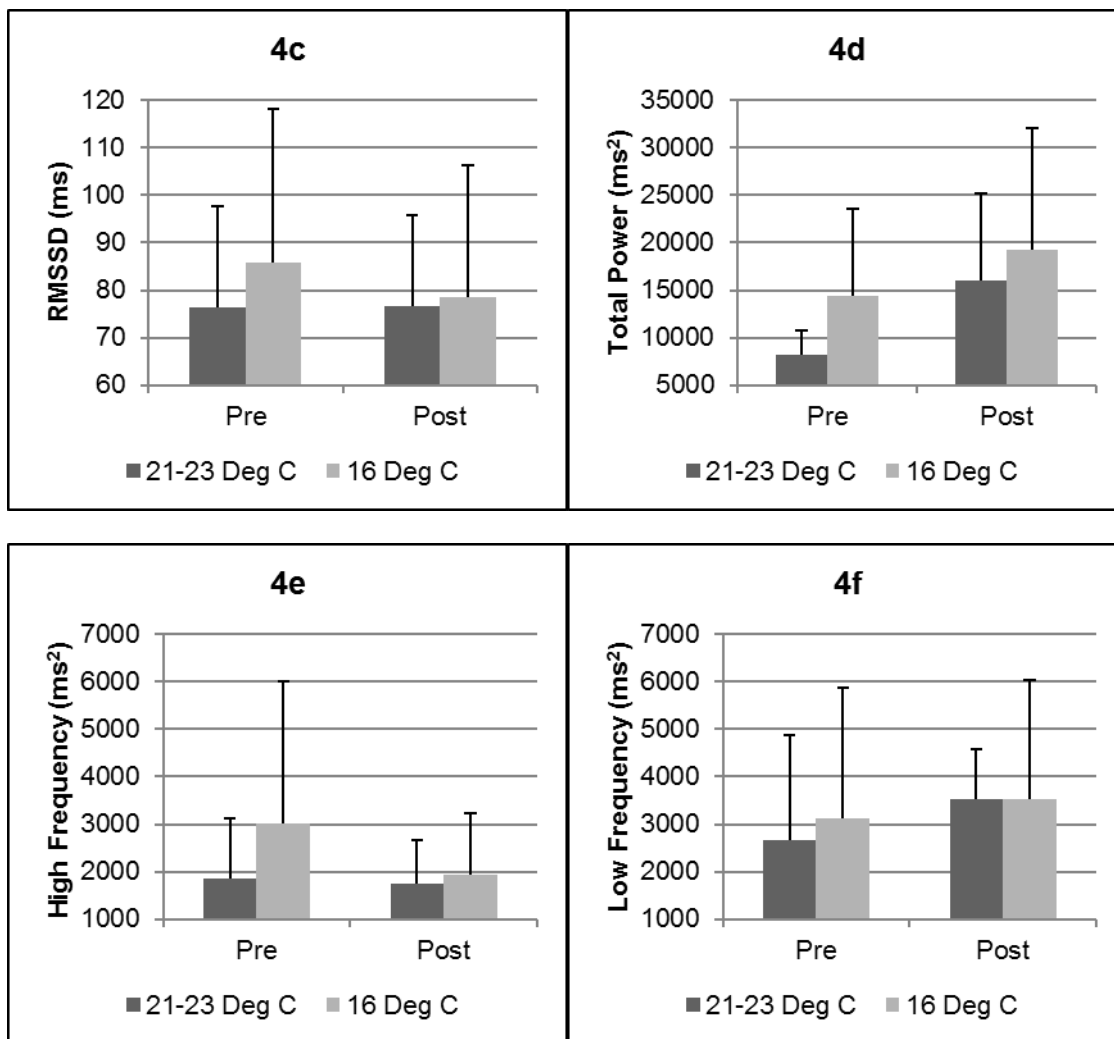 4c
RMSSD (ms)
120
110
100
90
80
70
60
Pre Post
21-23 Deg C 16 Deg C
4d
Total Power (ms²)
35000
30000
25000
20000
15000
10000
5000
Pre Post
21-23 Deg C 16 Deg C
4e
High Frequency (ms²)
7000
6000
5000
4000
3000
2000
1000
Pre Post
21-23 Deg C 16 Deg C
4f
Low Frequency (ms²)
7000
6000
5000
4000
3000
2000
1000
Pre Post
21-23 Deg C 16 Deg C